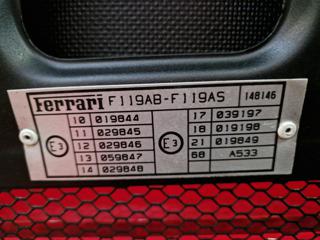 Ferrari F119AB-F119AS 148146
10 019844 17 039197
11 029845 18 019198
E3 12 029846 E3 21 019849
13 059847 68 A533
14 029848